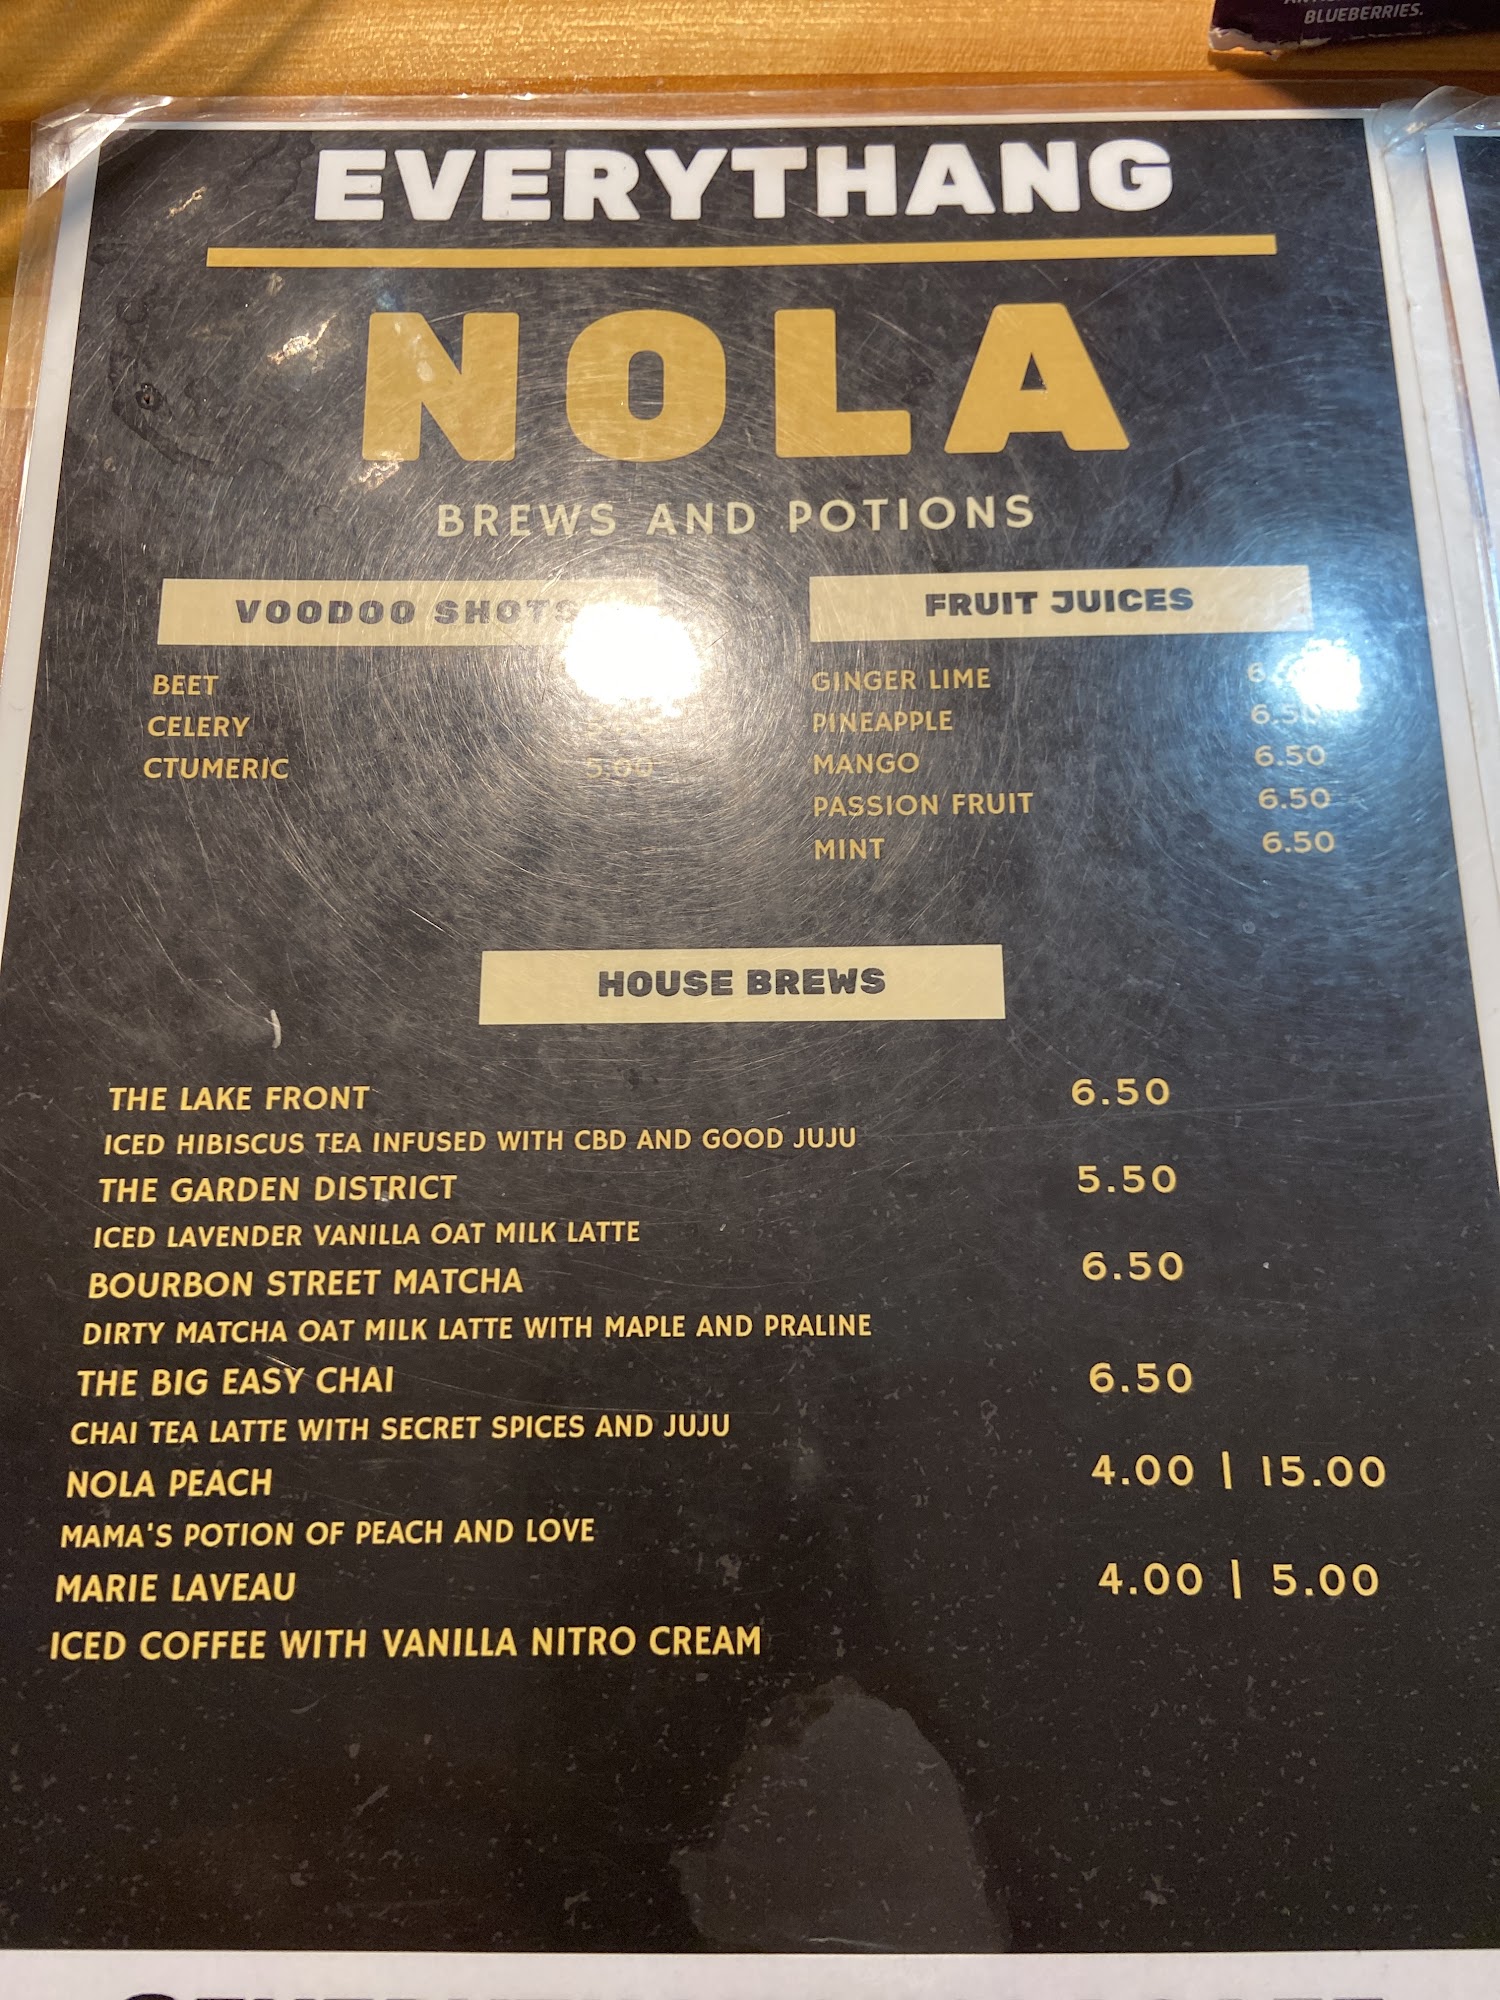 BLUEBERRIES.
EVERYTHANG
NOLA
BREWS AND POTIONS
VOODOO SHOTS
BEET
CELERY
CTUMERIC 5.00
FRUIT JUICES
GINGER LIME
PINEAPPLE 6.50
MANGO 6.50
PASSION FRUIT 6.50
MINT 6.50
HOUSE BREWS
THE LAKE FRONT 6.50
ICED HIBISCUS TEA INFUSED WITH CBD AND GOOD JUJU
THE GARDEN DISTRICT 5.50
ICED LAVENDER VANILLA OAT MILK LATTE
BOURBON STREET MATCHA 6.50
DIRTY MATCHA OAT MILK LATTE WITH MAPLE AND PRALINE
THE BIG EASY CHAI 6.50
CHAI TEA LATTE WITH SECRET SPICES AND JUJU
NOLA PEACH 4.00 | 15.00
MAMA'S POTION OF PEACH AND LOVE
MARIE LAVEAU 4.00 | 5.00
ICED COFFEE WITH VANILLA NITRO CREAM